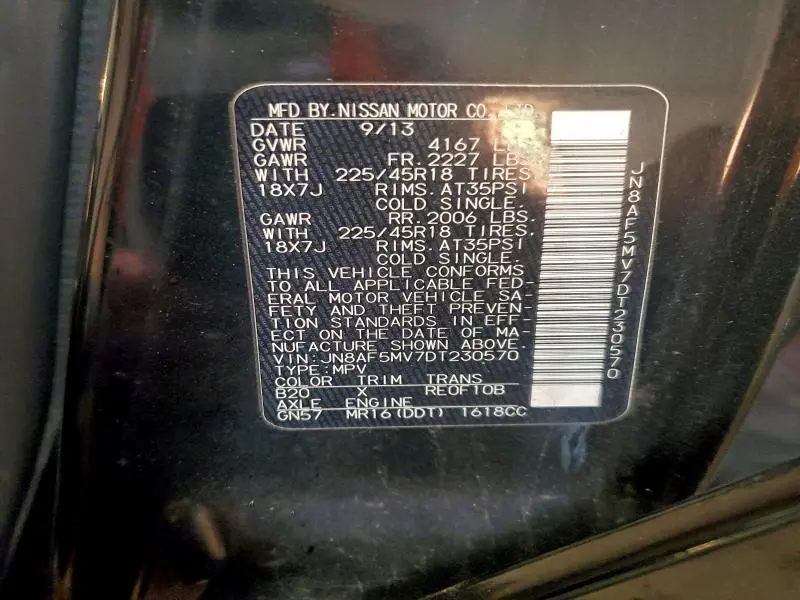 MFD BY.NISSAN MOTOR CO.,LTD.
DATE 9/13
GVWR 4167 LBS
GAWR FR. 2227 LBS.
WITH 225/45R18 TIRES.
18X7J RIMS. AT35PSI
COLD SINGLE.
GAWR RR. 2006 LBS.
WITH 225/45R18 TIRES.
18X7J RIMS. AT35PSI
COLD SINGLE.
THIS VEHICLE CONFORMS
TO ALL APPLICABLE FED-
ERAL MOTOR VEHICLE SA-
FETY AND THEFT PREVEN-
TION STANDARDS IN EFF-
ECT ON THE DATE OF MA-
NUFACTURE SHOWN ABOVE.
VIN:JN8AF5MV7DT230570
TYPE:MPV
COLOR TRIM TRANS
B20 X RE0F10B
AXLE ENGINE
GN57 MR16(DDT) 1618CC
JN8AF5MV7DT230570